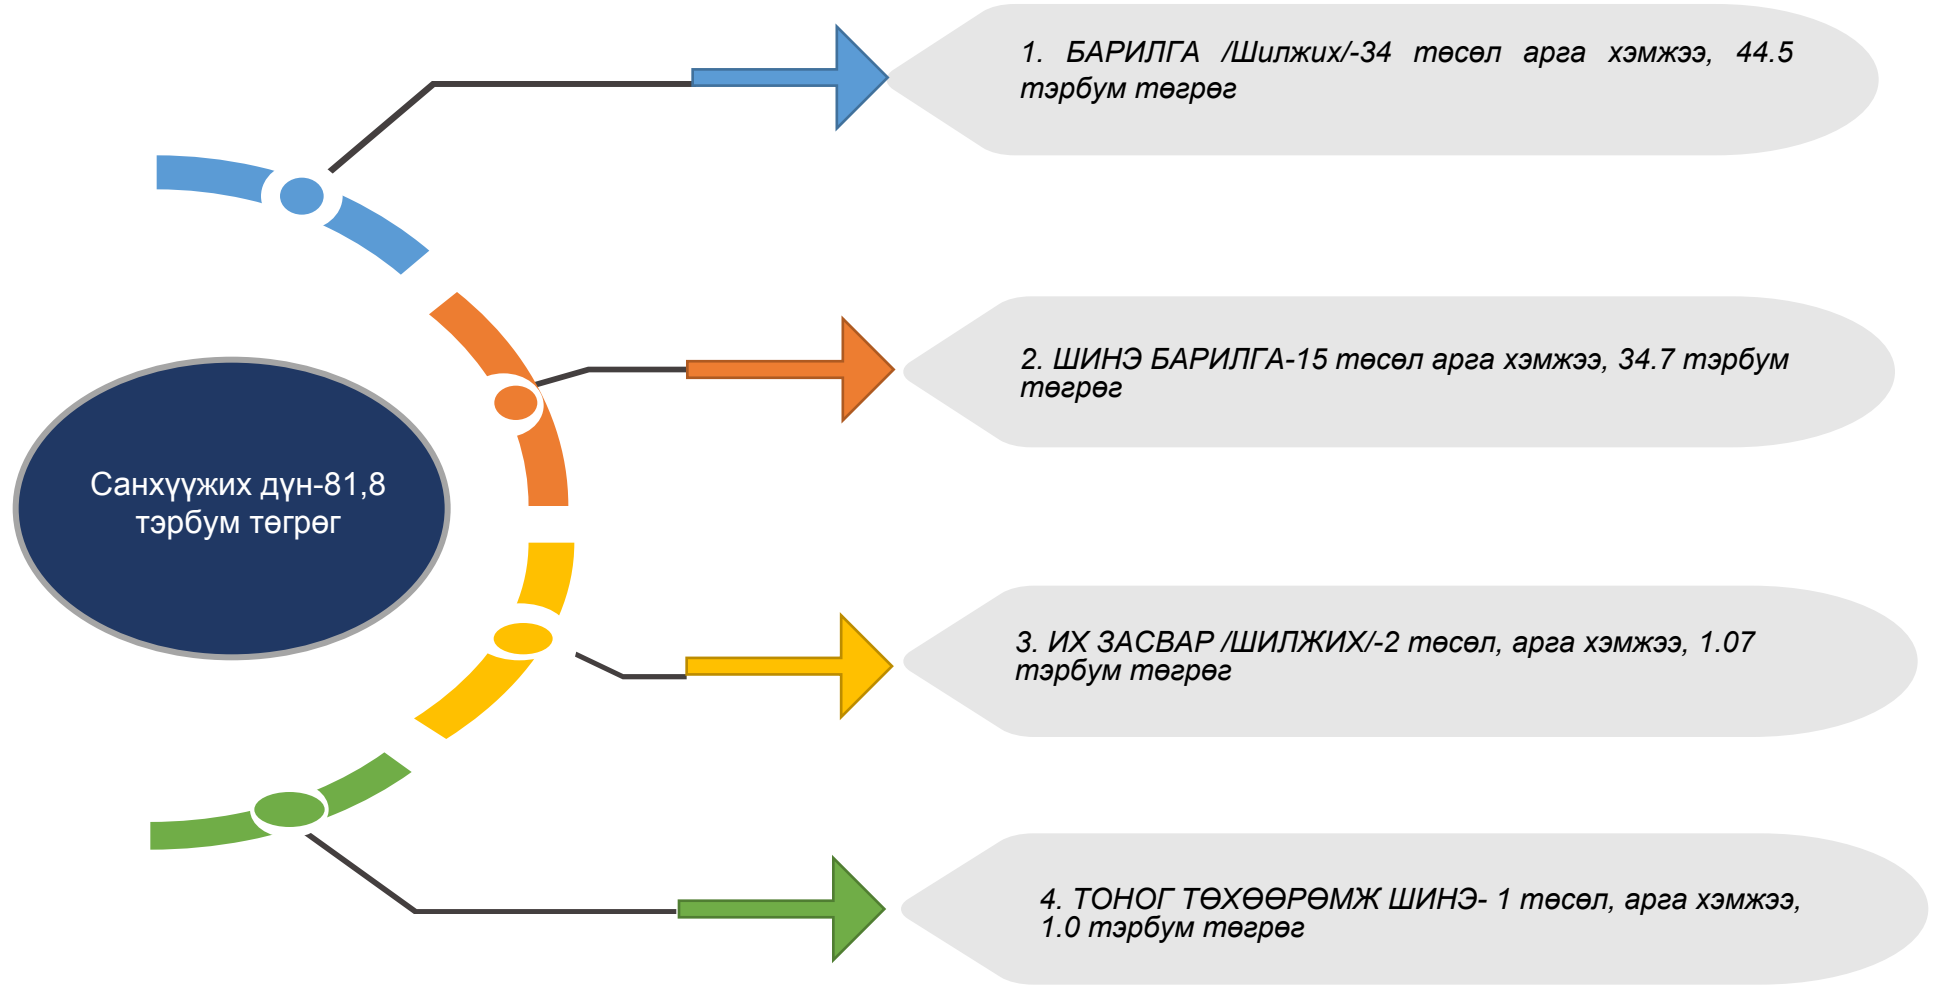 1. БАРИЛГА /Шилжих/-34 төсөл арга хэмжээ, 44.5
тэрбум төгрөг
2. ШИНЭ БАРИЛГА-15 төсөл арга хэмжээ, 34.7 тэрбум
төгрөг
Санхүүжих дүн-81,8
тэрбум төгрөг
3. ИХ ЗАСВАР /ШИЛЖИХ/-2 төсөл, арга хэмжээ, 1.07
тэрбум төгрөг
4. ТОНОГ ТӨХӨӨРӨМЖ ШИНЭ- 1 төсөл, арга хэмжээ,
1.0 тэрбум төгрөг